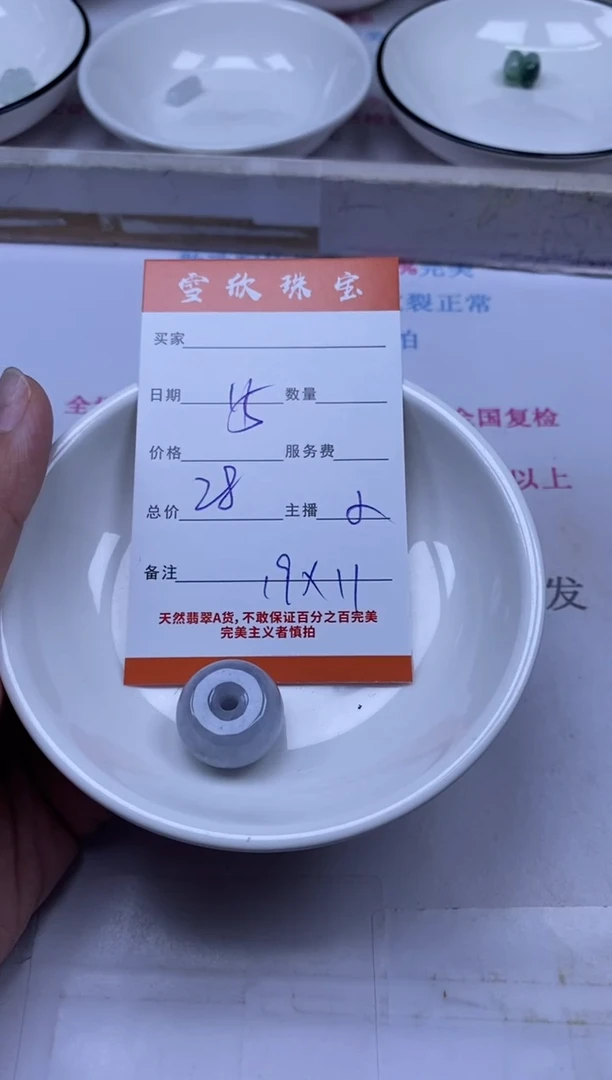 完美
裂正常
拍
雪欣珠宝
买家
日期 数量
全国复检
价格 服务费
以上
总价 28 主播
发
备注 19X11
天然翡翠A货，不敢保证百分之百完美
完美主义者慎拍